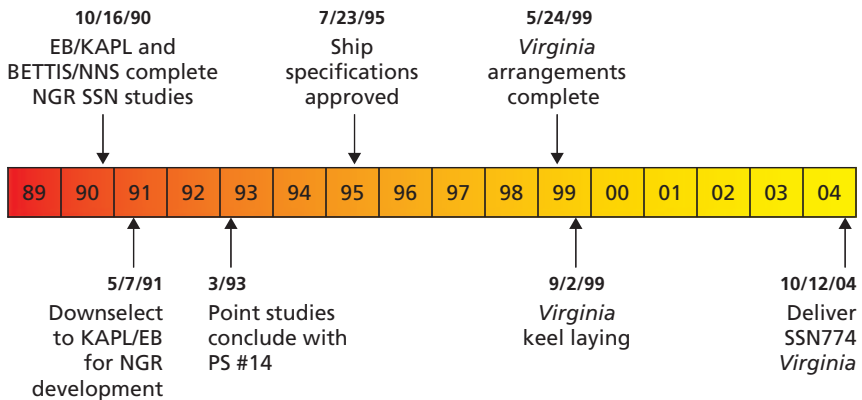 10/16/90
EB/KAPL and
BETTIS/NNS complete
NGR SSN studies
7/23/95
Ship
specifications
approved
5/24/99
Virginia
arrangements
complete
89 90 91 92 93 94 95 96 97 98 99 00 01 02 03 04
5/7/91
Downselect
to KAPL/EB
for NGR
development
3/93
Point studies
conclude with
PS #14
9/2/99
Virginia
keel laying
10/12/04
Deliver
SSN774
Virginia